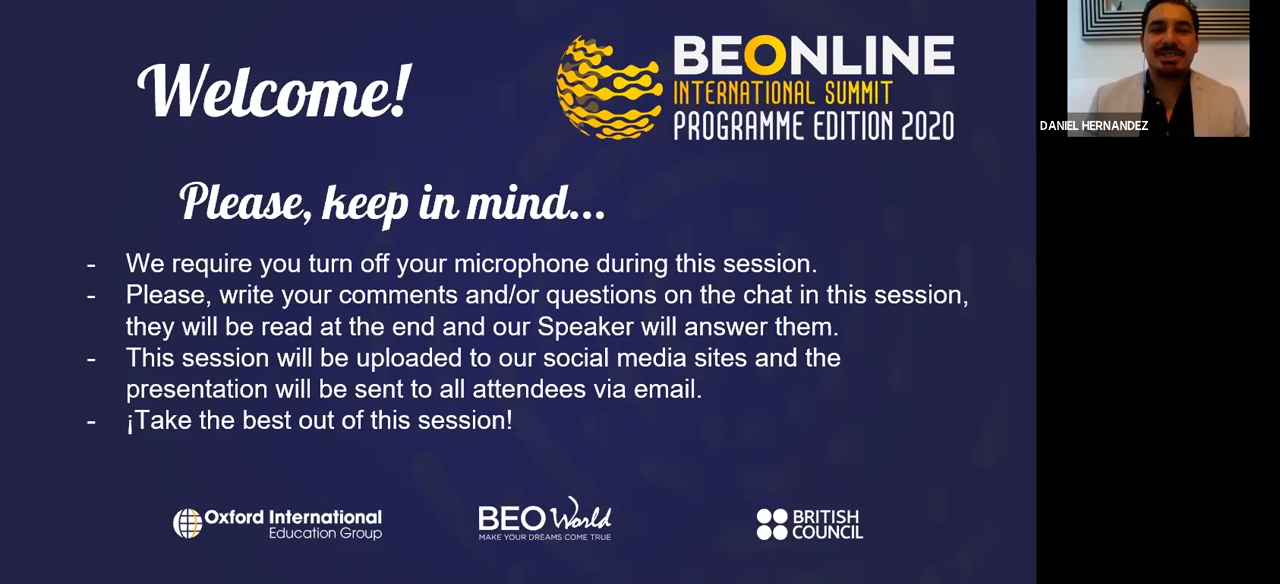 Welcome!
BEONLINE
INTERNATIONAL SUMMIT
PROGRAMME EDITION 2020
DANIEL HERNANDEZ
Please, keep in mind...
- We require you turn off your microphone during this session.
- Please, write your comments and/or questions on the chat in this session,
they will be read at the end and our Speaker will answer them.
- This session will be uploaded to our social media sites and the
presentation will be sent to all attendees via email.
- ¡Take the best out of this session!
Oxford International
Education Group
BEO World
MAKE YOUR DREAMS COME TRUE
BRITISH
COUNCIL